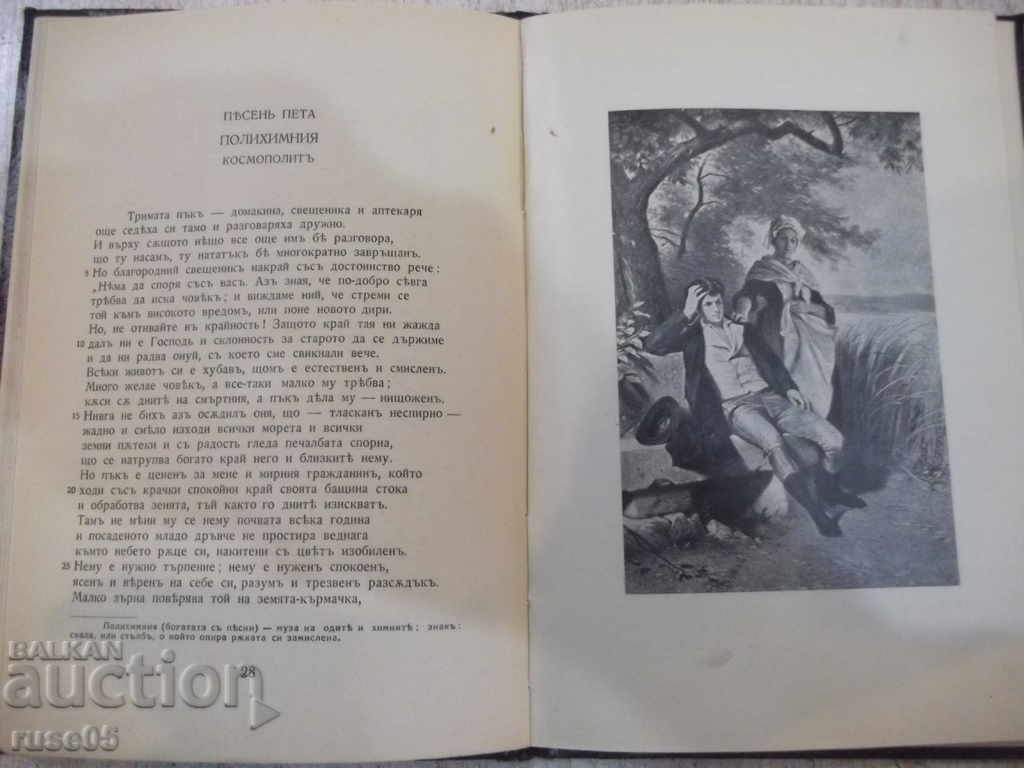 ПѢСЕНЬ ПЕТА
ПОЛИХИМНИЯ
КОСМОПОЛИТЪ
Тримата пъкъ — домакина, свещеника и аптекаря
още седѣха си тамо и разговаряха дружно.
И върху сѫщото нѣщо все още имъ бѣ разговора,
що ту насамъ, ту нататъкъ бѣ многократно завръщанъ.
5 Но благородний свещеникъ накрай със достоинство рече:
„Нѣма да споря съсъ васъ. Азъ зная, че по-добро сѣвга
трѣбва да иска човѣкъ; и виждаме ний, че стреми се
той къмъ високото вредомъ, или поне новото дири.
Но, не отивайте въ крайность! Защото край тая ни жажда
10 далъ ни е Господь и склонность за старото да се държиме
и да ни радва онуй, съ което сме свикнали вече.
Всѣки животъ си е хубавъ, щомъ е естественъ и смисленъ.
Много желае човѣкъ, а все-таки малко му трѣбва;
кѫси сѫ днитѣ на смъртния, а пъкъ дѣла му — нищоженъ.
15 Нивга не бихъ азъ осѫдилъ оня, що — тласканъ неспирно —
жадно и смѣло изходи всички морета и всички
земни пѫтеки и съ радость гледа печалбата спорна,
що се натрупва богато край него и близкитѣ нему.
Но пъкъ е цененъ за мене и мирния гражданинъ, който
20 ходи съсъ крачки спокойни край своята бащина стока
и обработва земята, тъй както го днитѣ изискватъ.
Тамъ не мѣни му се нему почвата всѣка година
и посаденото младо дръвче не простира веднага
къмто небето рѫце си, накитени съ цвѣтъ изобиленъ.
25 Нему е нужно търпение; нему е нуженъ спокоенъ,
ясенъ и вѣренъ на себе си, разумъ и трезвенъ разсѫдъкъ.
Малко зърна повѣрява той на земята-кърмачка,
Полихимния (богатата съ пѣсни) — муза на одитѣ и химнитѣ; знакъ:
скала, или стълбъ, о който опира рѫката си замислена.
28
BALKAN
auction
ruse05